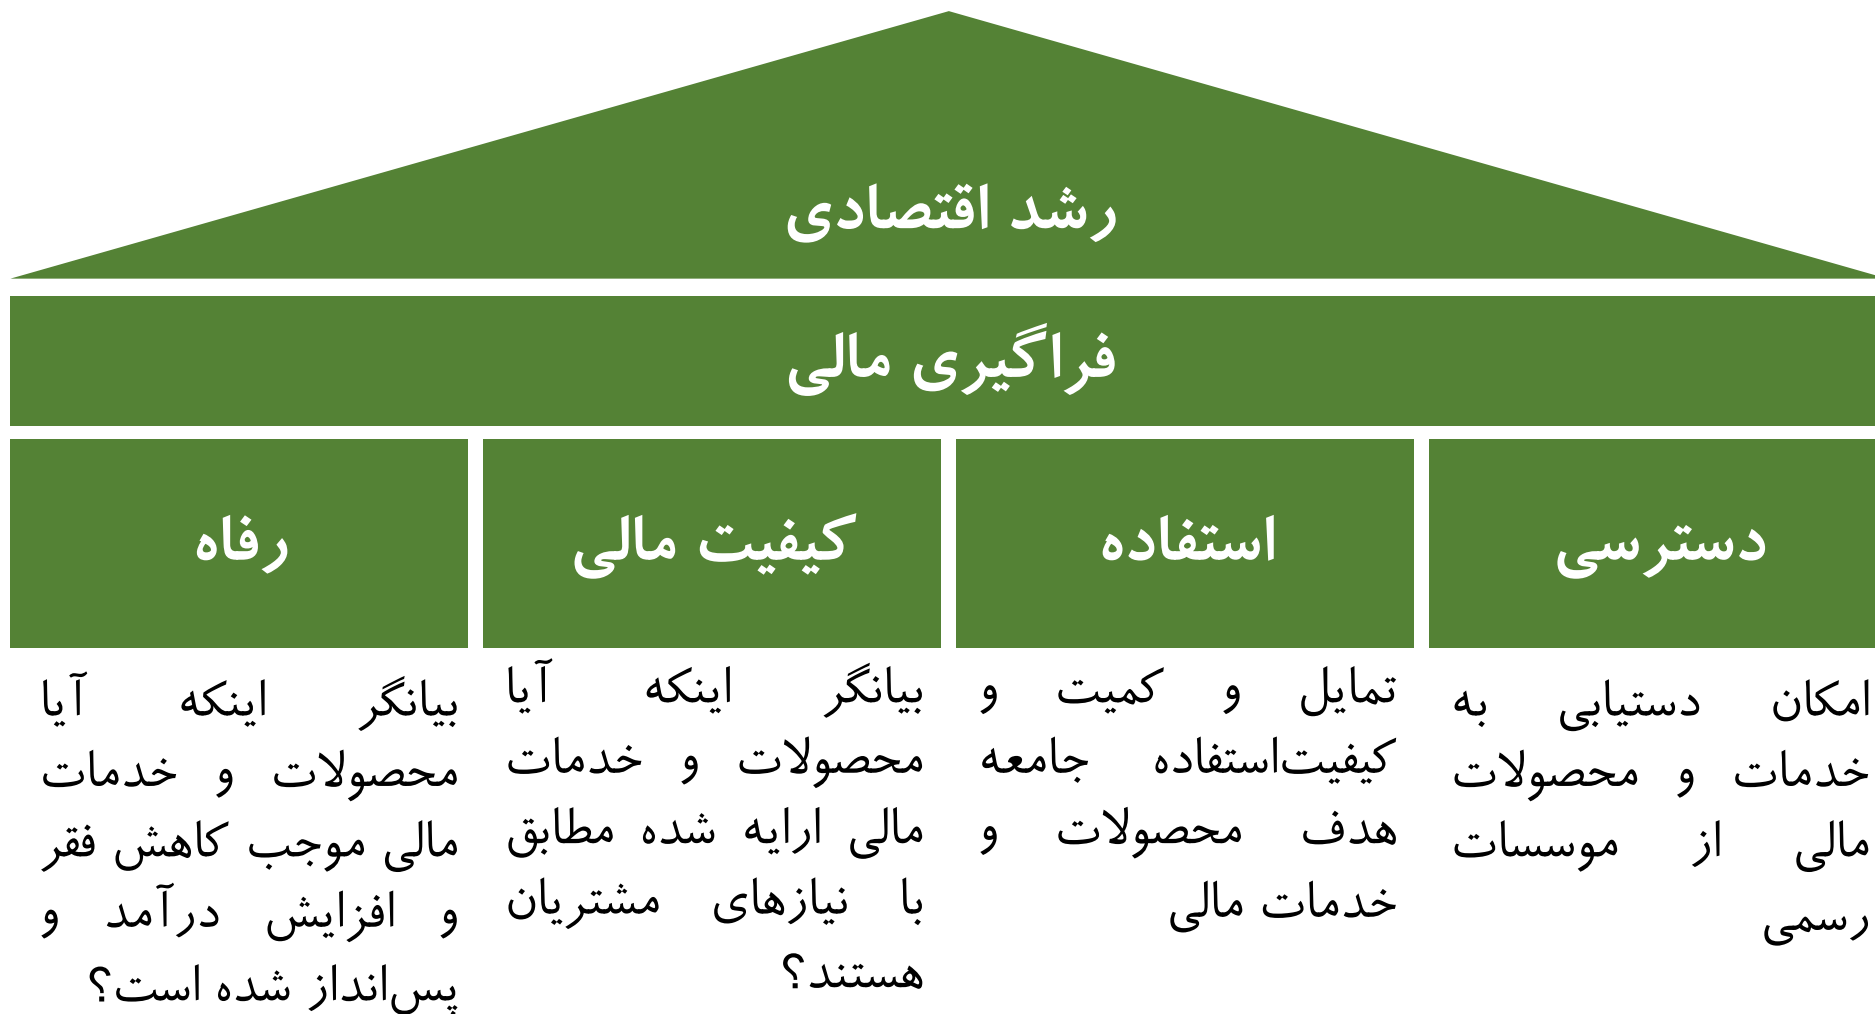 رشد اقتصادی
فراگیری مالی
دسترسی
استفاده
کیفیت مالی
رفاه
امکان دستیابی به
خدمات و محصولات
مالی از موسسات
رسمی
تمایل و کمیت و
کیفیت‌استفاده جامعه
هدف محصولات و
خدمات مالی
بیانگر اینکه آیا
محصولات و خدمات
مالی ارایه شده مطابق
با نیازهای مشتریان
هستند؟
بیانگر اینکه آیا
محصولات و خدمات
مالی موجب کاهش فقر
و افزایش درآمد و
پس‌انداز شده است؟